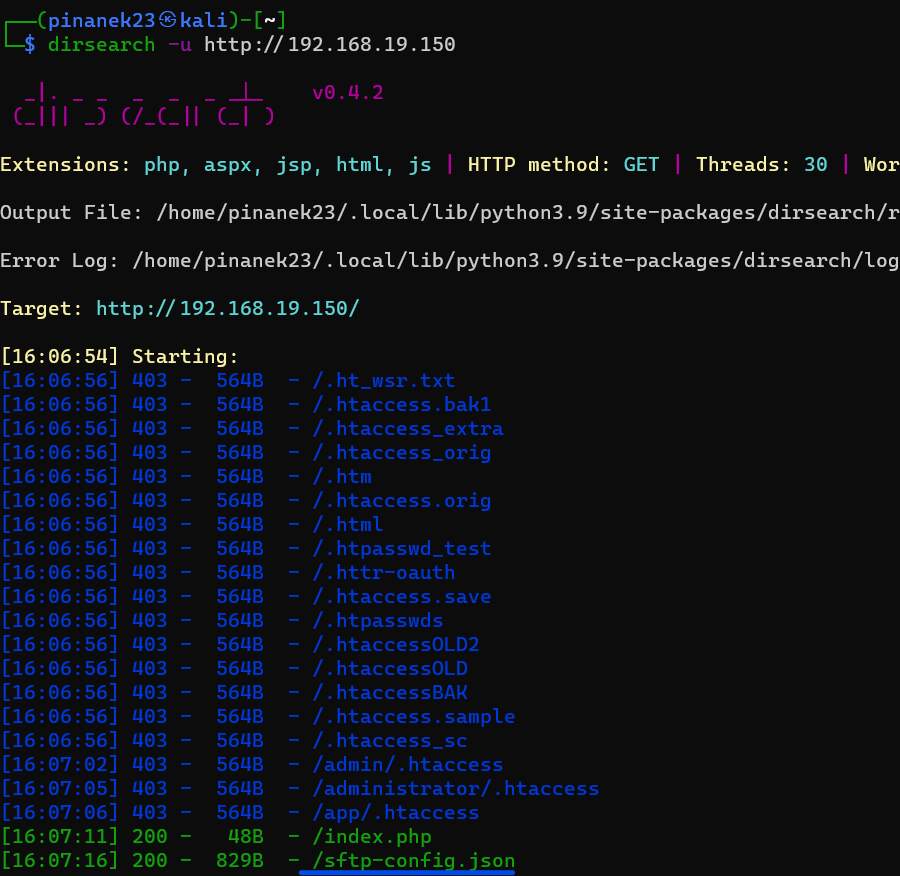 ┌──(pinanek23㉿kali)-[~]
└─$ dirsearch -u http://192.168.19.150
  _|. _ _  _  _  _ _|_    v0.4.2
 (_||| _) (/_(_|| (_| )
Extensions: php, aspx, jsp, html, js | HTTP method: GET | Threads: 30 | Wor
Output File: /home/pinanek23/.local/lib/python3.9/site-packages/dirsearch/r
Error Log: /home/pinanek23/.local/lib/python3.9/site-packages/dirsearch/log
Target: http://192.168.19.150/
[16:06:54] Starting:
[16:06:56] 403 -  564B  - /.ht_wsr.txt
[16:06:56] 403 -  564B  - /.htaccess.bak1
[16:06:56] 403 -  564B  - /.htaccess_extra
[16:06:56] 403 -  564B  - /.htaccess_orig
[16:06:56] 403 -  564B  - /.htm
[16:06:56] 403 -  564B  - /.htaccess.orig
[16:06:56] 403 -  564B  - /.html
[16:06:56] 403 -  564B  - /.htpasswd_test
[16:06:56] 403 -  564B  - /.httr-oauth
[16:06:56] 403 -  564B  - /.htaccess.save
[16:06:56] 403 -  564B  - /.htpasswds
[16:06:56] 403 -  564B  - /.htaccessOLD2
[16:06:56] 403 -  564B  - /.htaccessOLD
[16:06:56] 403 -  564B  - /.htaccessBAK
[16:06:56] 403 -  564B  - /.htaccess.sample
[16:06:56] 403 -  564B  - /.htaccess_sc
[16:07:02] 403 -  564B  - /admin/.htaccess
[16:07:05] 403 -  564B  - /administrator/.htaccess
[16:07:06] 403 -  564B  - /app/.htaccess
[16:07:11] 200 -   48B  - /index.php
[16:07:16] 200 -  829B  - /sftp-config.json